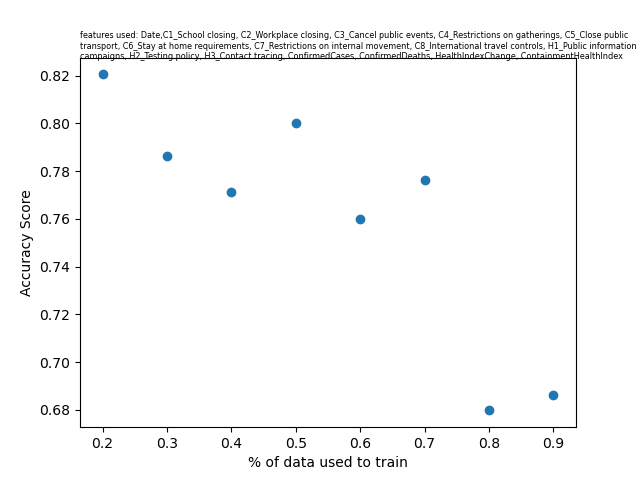 features used: Date,C1_School closing, C2_Workplace closing, C3_Cancel public events, C4_Restrictions on gatherings, C5_Close public
transport, C6_Stay at home requirements, C7_Restrictions on internal movement, C8_International travel controls, H1_Public information
campaigns, H2_Testing policy, H3_Contact tracing, ConfirmedCases, ConfirmedDeaths, HealthIndexChange, ContainmentHealthIndex
0.82
0.80
0.78
0.76
0.74
0.72
0.70
0.68
Accuracy Score
0.2 0.3 0.4 0.5 0.6 0.7 0.8 0.9
% of data used to train